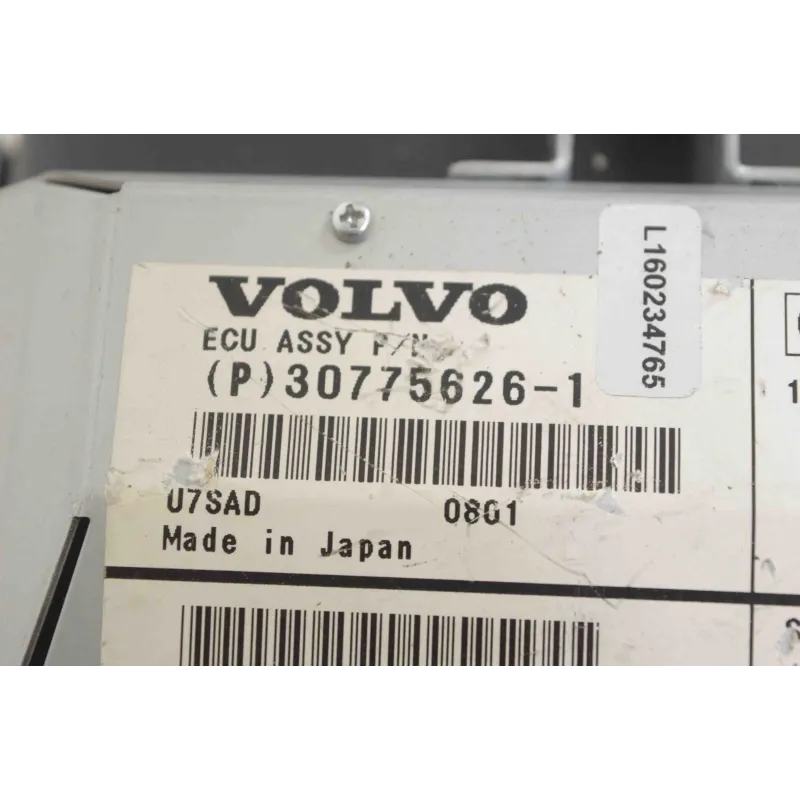 VOLVO
ECU ASSY P/N
(P)30775626-1
U7SAD 0801
Made in Japan
L160234765